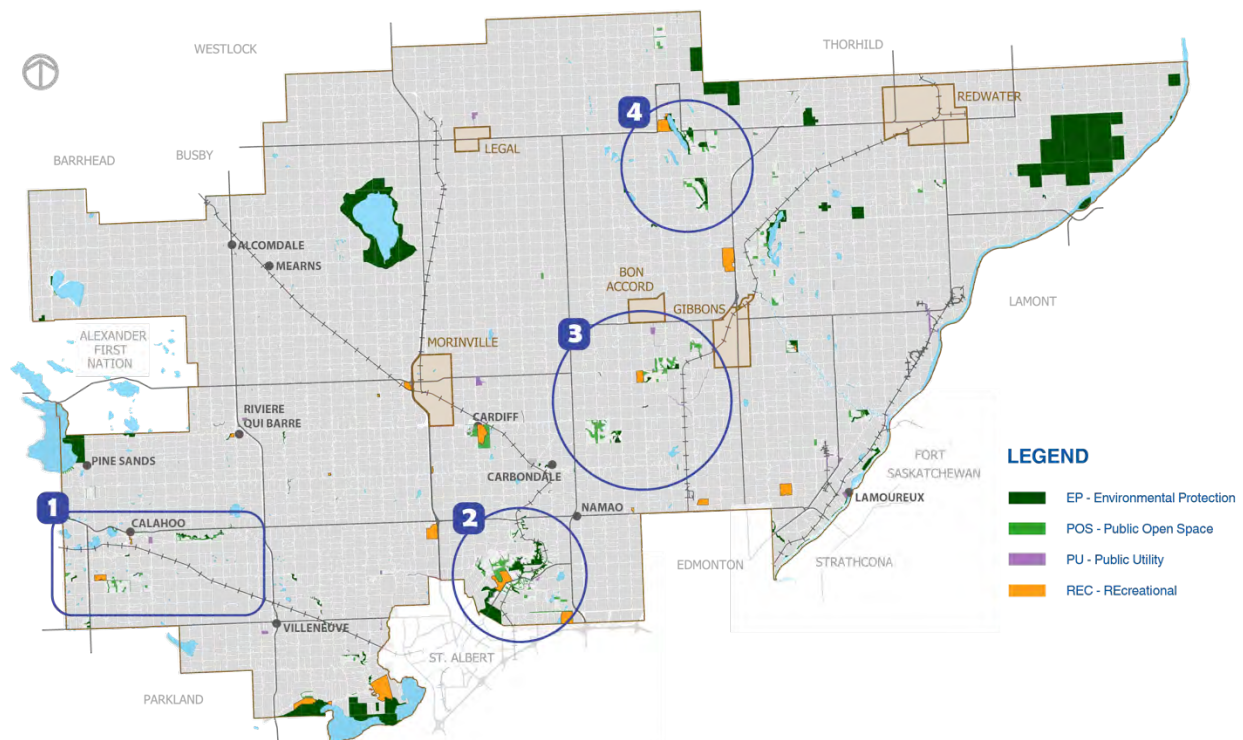 WESTLOCK
THORHILD
4
REDWATER
LEGAL
BARRHEAD
BUSBY
ALCOMDALE
MEARNS
BON
ACCORD
GIBBONS
LAMONT
3
ALEXANDER
FIRST
NATION
MORINVILLE
RIVIERE
QUI BARRE
CARDIFF
PINE SANDS
CARBONDALE
FORT
SASKATCHEWAN
LAMOUREUX
1
CALAHOO
2
NAMAO
EDMONTON
STRATHCONA
VILLENEUVE
ST. ALBERT
PARKLAND
LEGEND
EP - Environmental Protection
POS - Public Open Space
PU - Public Utility
REC - REcreational